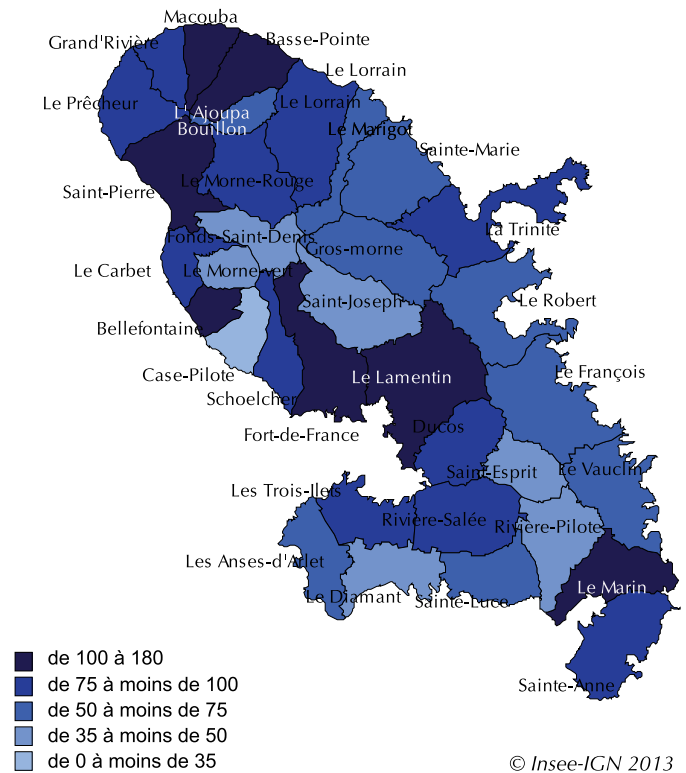 Macouba
Grand'Rivière
Basse-Pointe
Le Lorrain
Le Prêcheur
L' Ajoupa
Bouillon
Le Lorrain
Le Marigot
Sainte-Marie
Saint-Pierre
Le Morne-Rouge
La Trinité
Fonds-Saint-Denis
Gros-morne
Le Carbet
Le Morne-vert
Saint-Joseph
Le Robert
Bellefontaine
Case-Pilote
Le Lamentin
Le François
Schoelcher
Fort-de-France
Ducos
Saint-Esprit
Le Vauclin
Les Trois-Ilets
Rivière-Salée
Rivière-Pilote
Les Anses-d'Arlet
Le Diamant
Sainte-Luce
Le Marin
Sainte-Anne
de 100 à 180
de 75 à moins de 100
de 50 à moins de 75
de 35 à moins de 50
de 0 à moins de 35
© Insee-IGN 2013